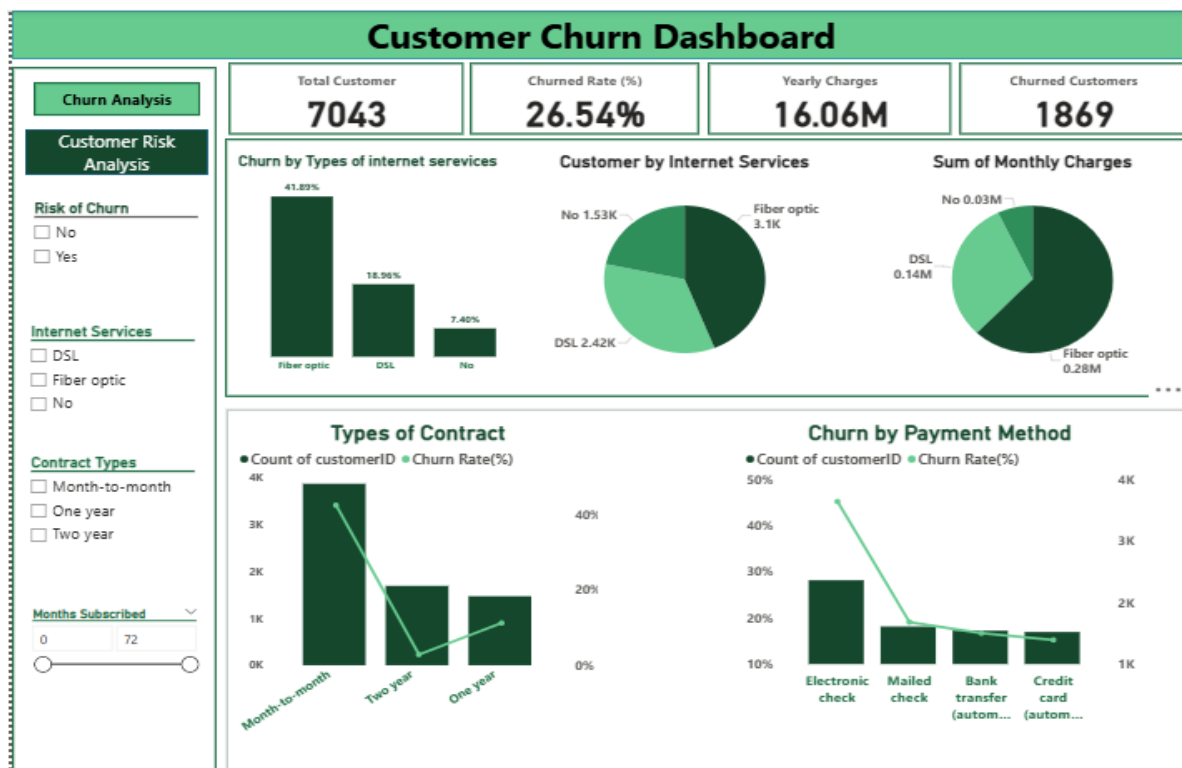 Customer Churn Dashboard
Churn Analysis
Customer Risk
Analysis
Risk of Churn
No
Yes
Internet Services
DSL
Fiber optic
No
Contract Types
Month-to-month
One year
Two year
Months Subscribed
0
72
Total Customer
7043
Churned Rate (%)
26.54%
Yearly Charges
16.06M
Churned Customers
1869
Churn by Types of internet serevices
41.89%
18.96%
7.40%
Fiber optic
DSL
No
Customer by Internet Services
No 1.53K
Fiber optic
3.1K
DSL 2.42K
Sum of Monthly Charges
No 0.03M
DSL
0.14M
Fiber optic
0.28M
Types of Contract
Count of customerID
Churn Rate(%)
4K
3K
2K
1K
0K
40%
20%
0%
Month-to-month
Two year
One year
Churn by Payment Method
Count of customerID
Churn Rate(%)
50%
40%
30%
20%
10%
4K
3K
2K
1K
Electronic
check
Mailed
check
Bank
transfer
(autom...
Credit
card
(autom...